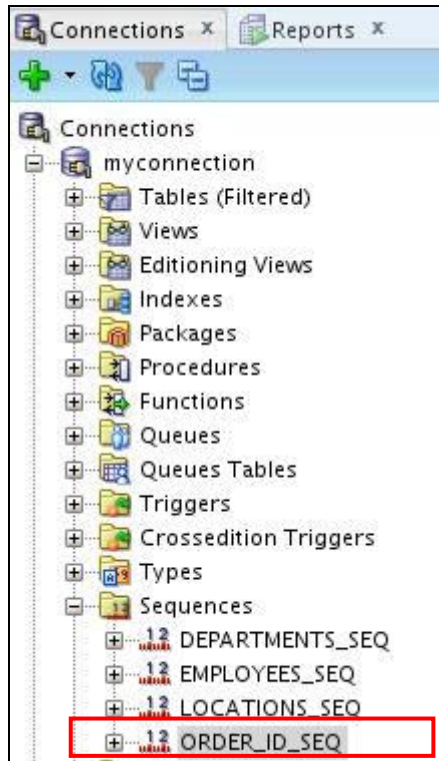 Connections x Reports x
Connections
myconnection
Tables (Filtered)
Views
Editioning Views
Indexes
Packages
Procedures
Functions
Queues
Queues Tables
Triggers
Crossedition Triggers
Types
Sequences
DEPARTMENTS_SEQ
EMPLOYEES_SEQ
LOCATIONS_SEQ
ORDER_ID_SEQ